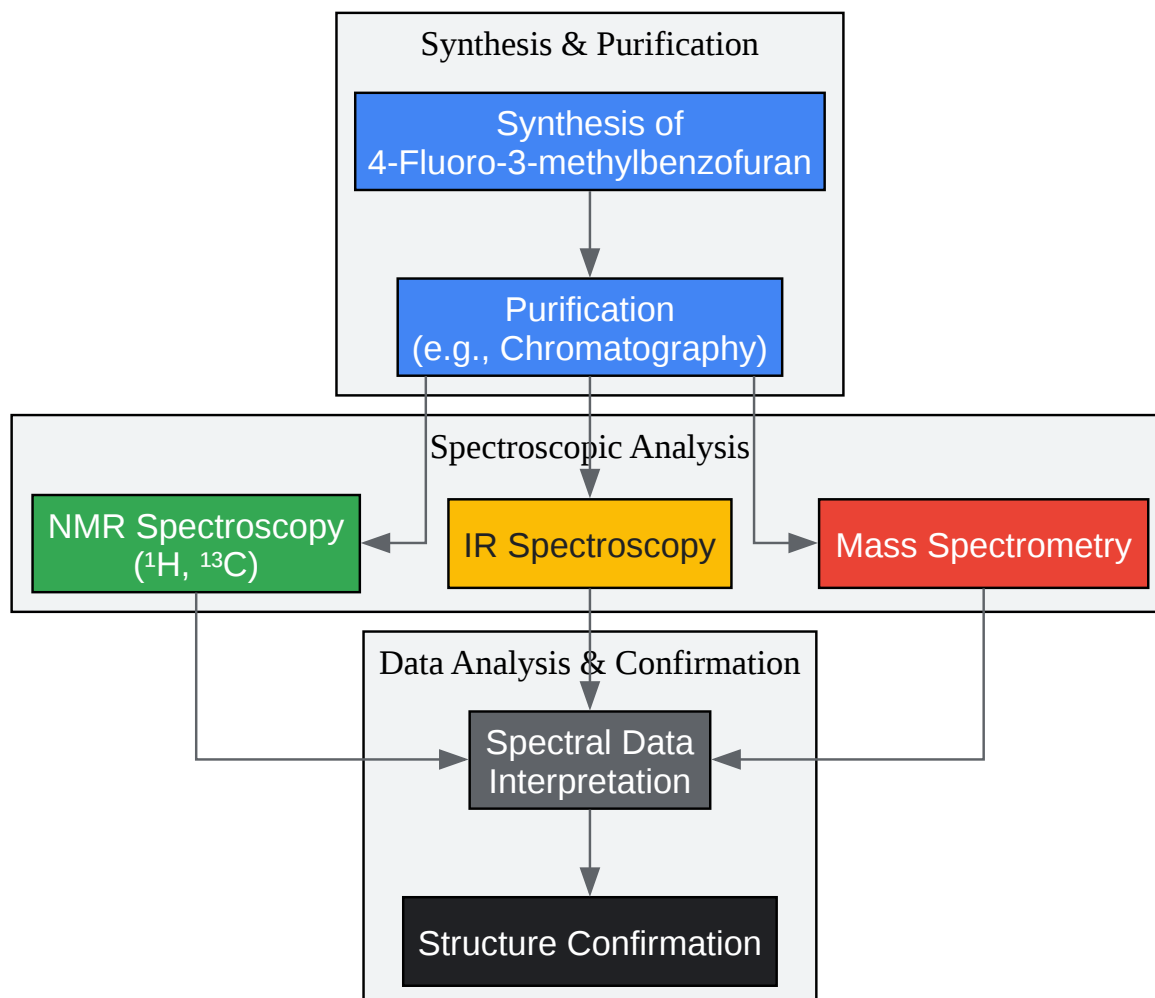 Synthesis & Purification
Synthesis of
4-Fluoro-3-methylbenzofuran
Purification
(e.g., Chromatography)
Spectroscopic Analysis
NMR Spectroscopy
(¹H, ¹³C)
IR Spectroscopy
Mass Spectrometry
Data Analysis & Confirmation
Spectral Data
Interpretation
Structure Confirmation